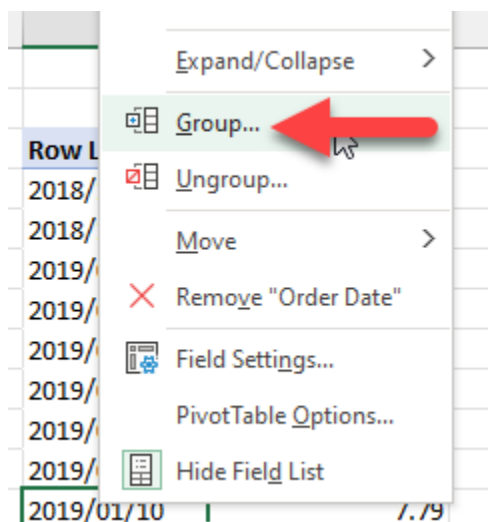 Expand/Collapse
Group...
Row L
Ungroup...
2018/
2018/
Move
2019/
2019/
Remove "Order Date"
2019/
Field Settings...
2019/
2019/
PivotTable Options...
2019/
Hide Field List
2019/01/10 7.79